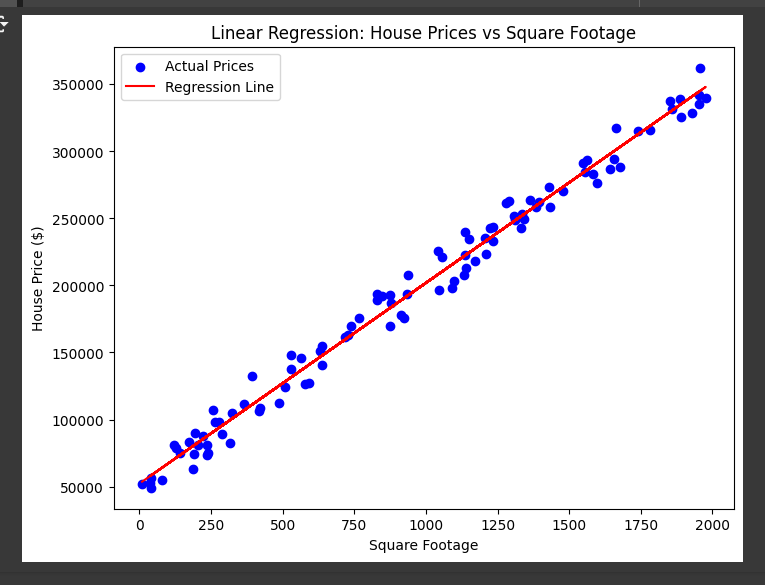 Linear Regression: House Prices vs Square Footage
Actual Prices
Regression Line
350000
300000
250000
200000
150000
100000
50000
House Price ($)
0 250 500 750 1000 1250 1500 1750 2000
Square Footage